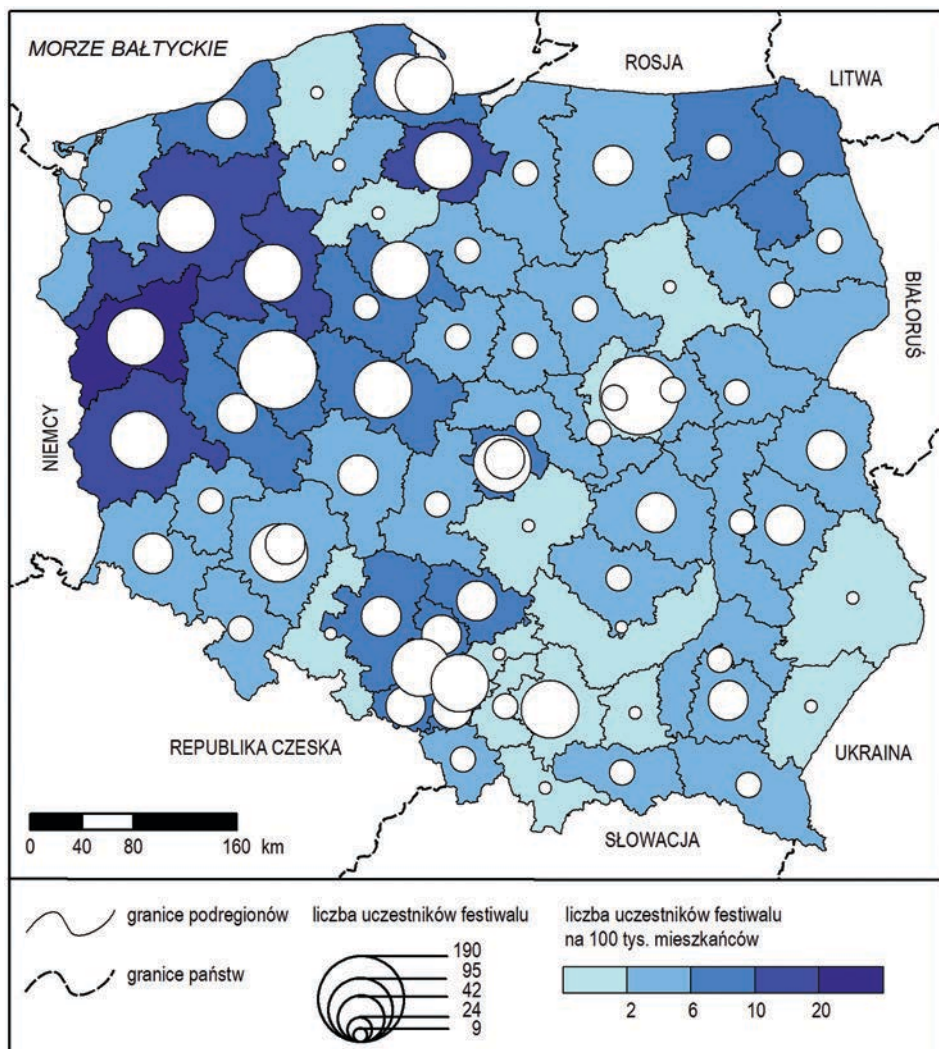 MORZE BAŁTYCKIE
ROSJA
LITWA
BIAŁORUŚ
NIEMCY
REPUBLIKA CZESKA
UKRAINA
SŁOWACJA
0 40 80 160 km
granice podregionów
granice państw
liczba uczestników festiwalu
190
95
42
24
9
liczba uczestników festiwalu
na 100 tys. mieszkańców
2 6 10 20